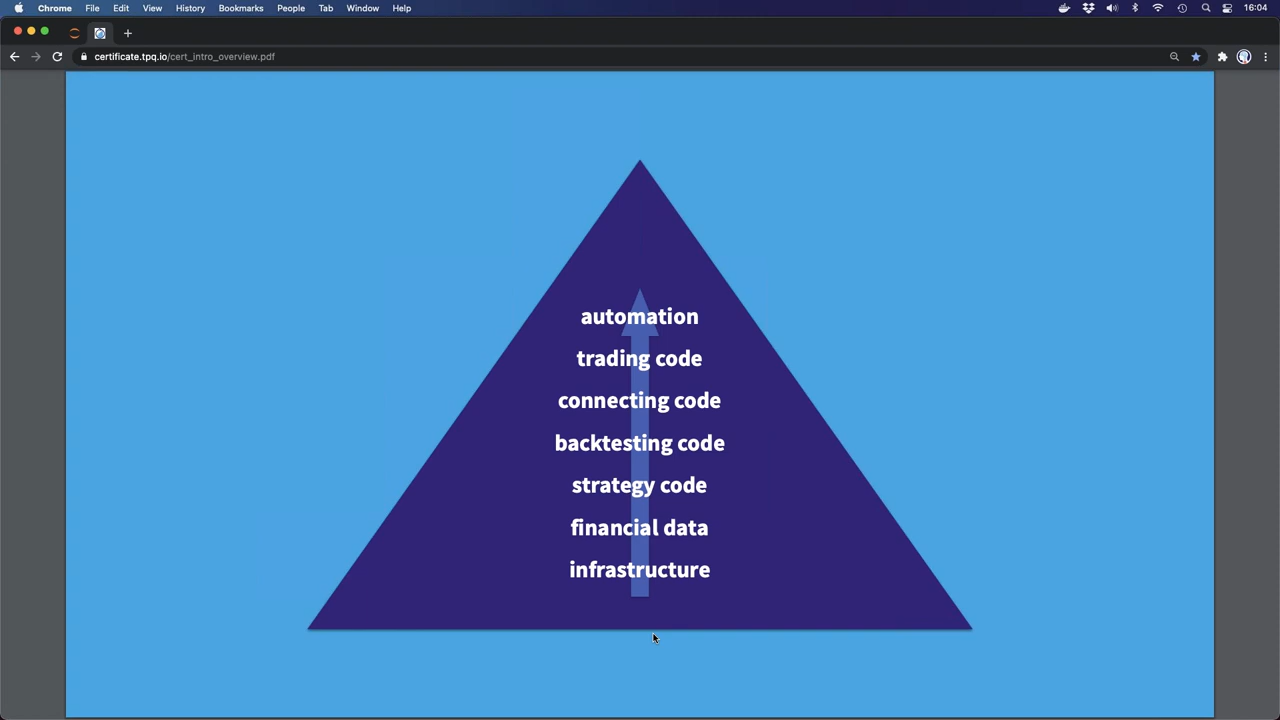 Chrome File Edit View History Bookmarks People Tab Window Help 16:04
certificate.tpq.io/cert_intro_overview.pdf
automation
trading code
connecting code
backtesting code
strategy code
financial data
infrastructure